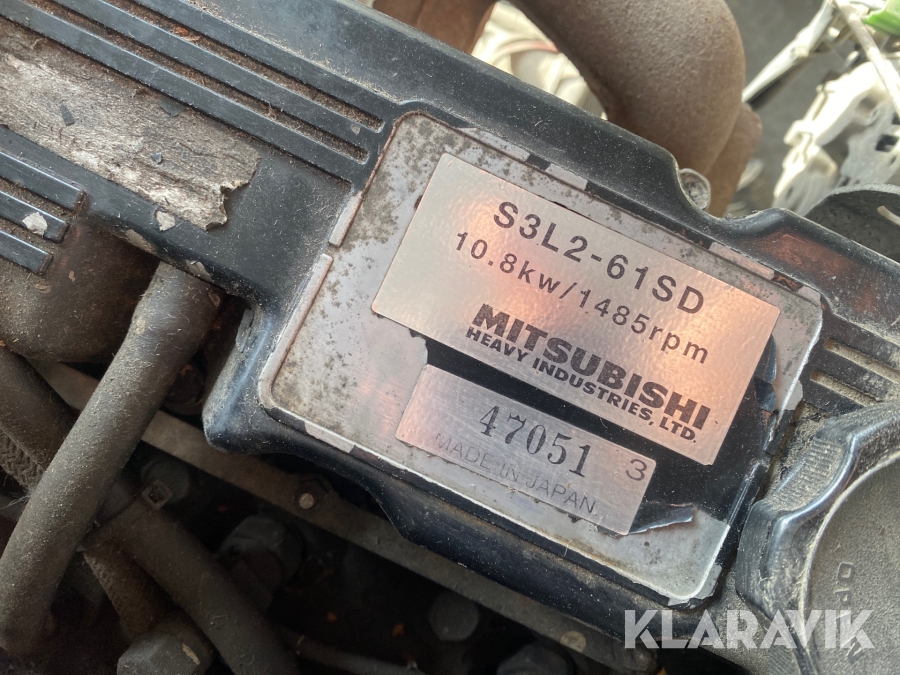 S3L2-61SD
10.8kw/1485rpm
MITSUBISHI
HEAVY INDUSTRIES, LTD.
47051 3
MADE IN JAPAN
KLARAVIK